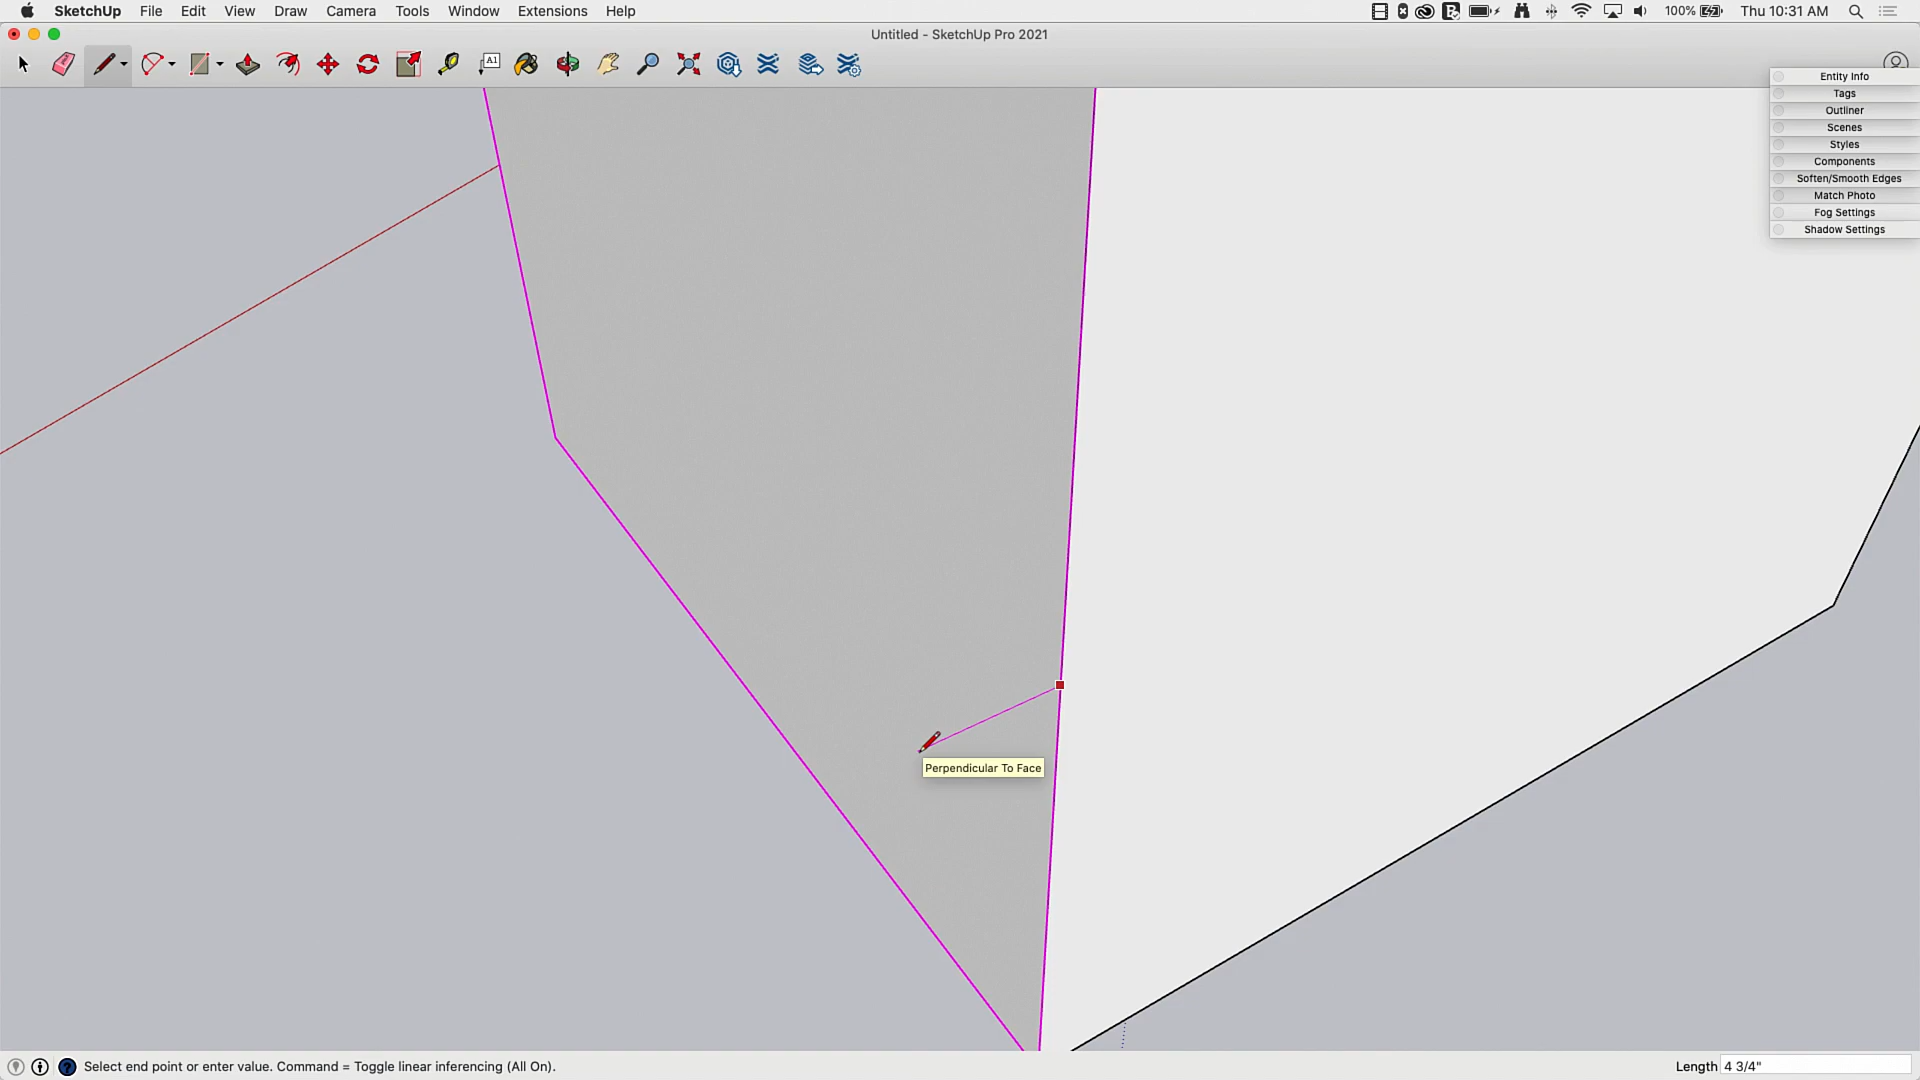 SketchUp File Edit View Draw Camera Tools Window Extensions Help 100% Thu 10:31 AM
Untitled - SketchUp Pro 2021
A1
Entity Info
Tags
Outliner
Scenes
Styles
Components
Soften/Smooth Edges
Match Photo
Fog Settings
Shadow Settings
Perpendicular To Face
Select end point or enter value. Command = Toggle linear inferencing (All On). Length 4 3/4"